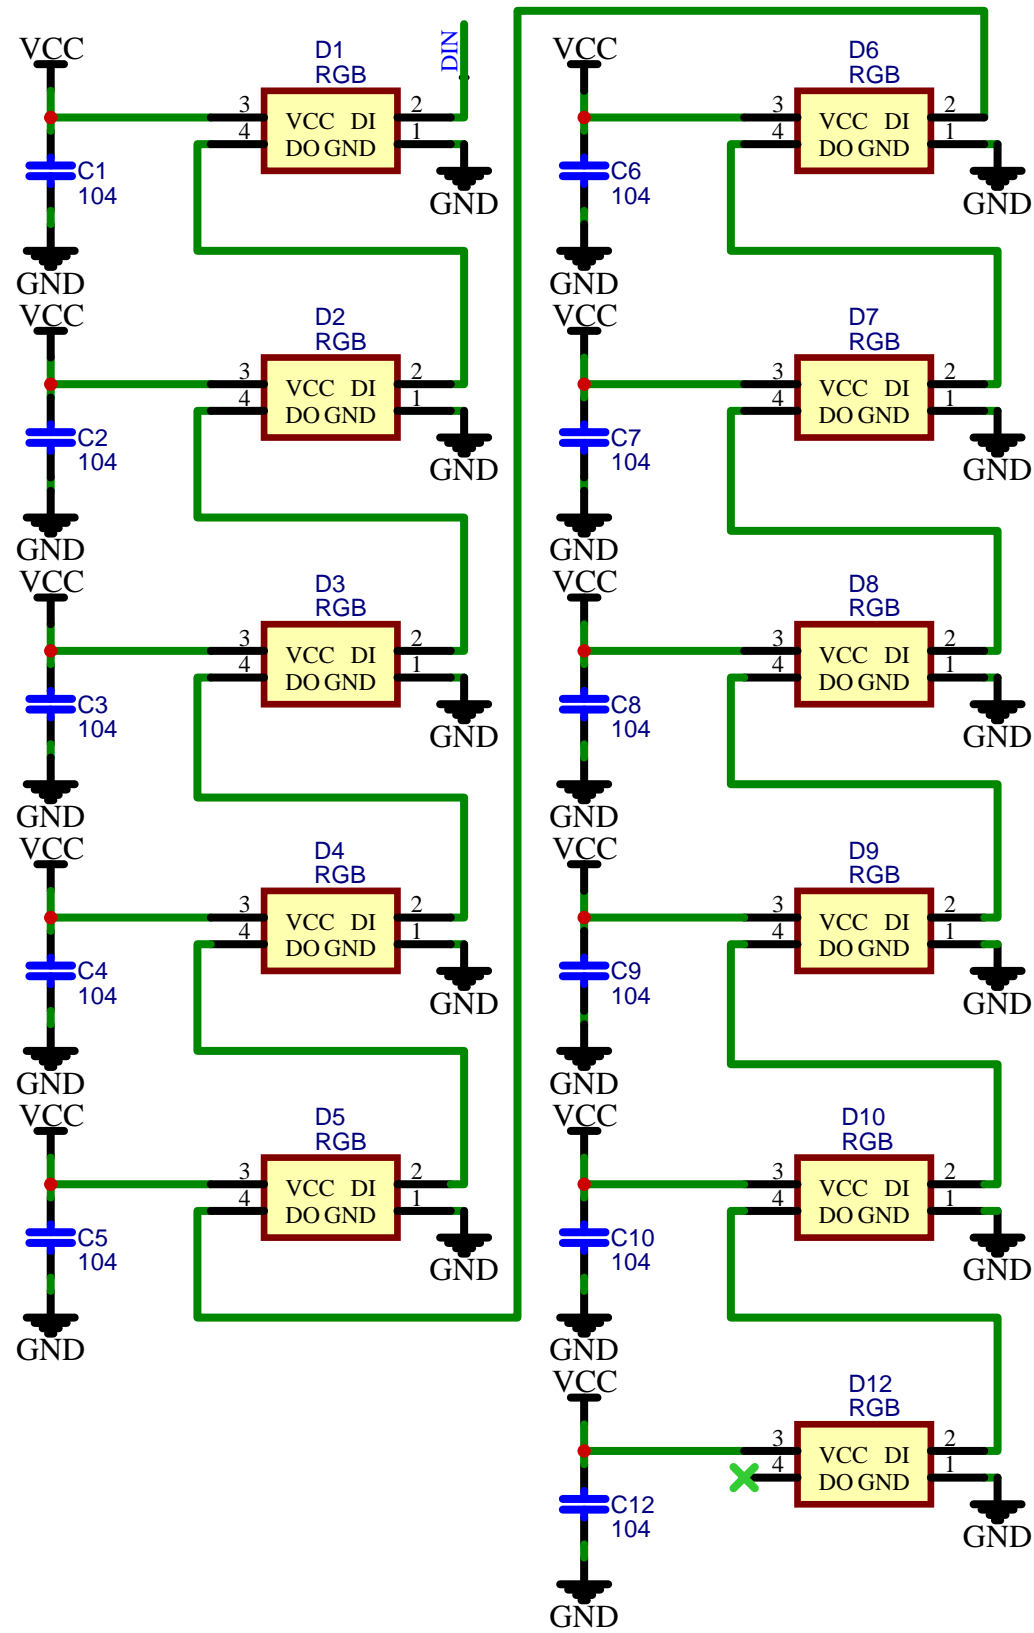 VCC
D1
RGB
DIN
3
VCC DI
2
4
DO GND
1
C1
104
GND
GND
VCC
D2
RGB
3
VCC DI
2
4
DO GND
1
C2
104
GND
GND
VCC
D3
RGB
3
VCC DI
2
4
DO GND
1
C3
104
GND
GND
VCC
D4
RGB
3
VCC DI
2
4
DO GND
1
C4
104
GND
GND
VCC
D5
RGB
3
VCC DI
2
4
DO GND
1
C5
104
GND
GND
VCC
D6
RGB
3
VCC DI
2
4
DO GND
1
C6
104
GND
GND
VCC
D7
RGB
3
VCC DI
2
4
DO GND
1
C7
104
GND
GND
VCC
D8
RGB
3
VCC DI
2
4
DO GND
1
C8
104
GND
GND
VCC
D9
RGB
3
VCC DI
2
4
DO GND
1
C9
104
GND
GND
VCC
D10
RGB
3
VCC DI
2
4
DO GND
1
C10
104
GND
GND
VCC
D12
RGB
3
VCC DI
2
4
DO GND
1
C12
104
GND
GND